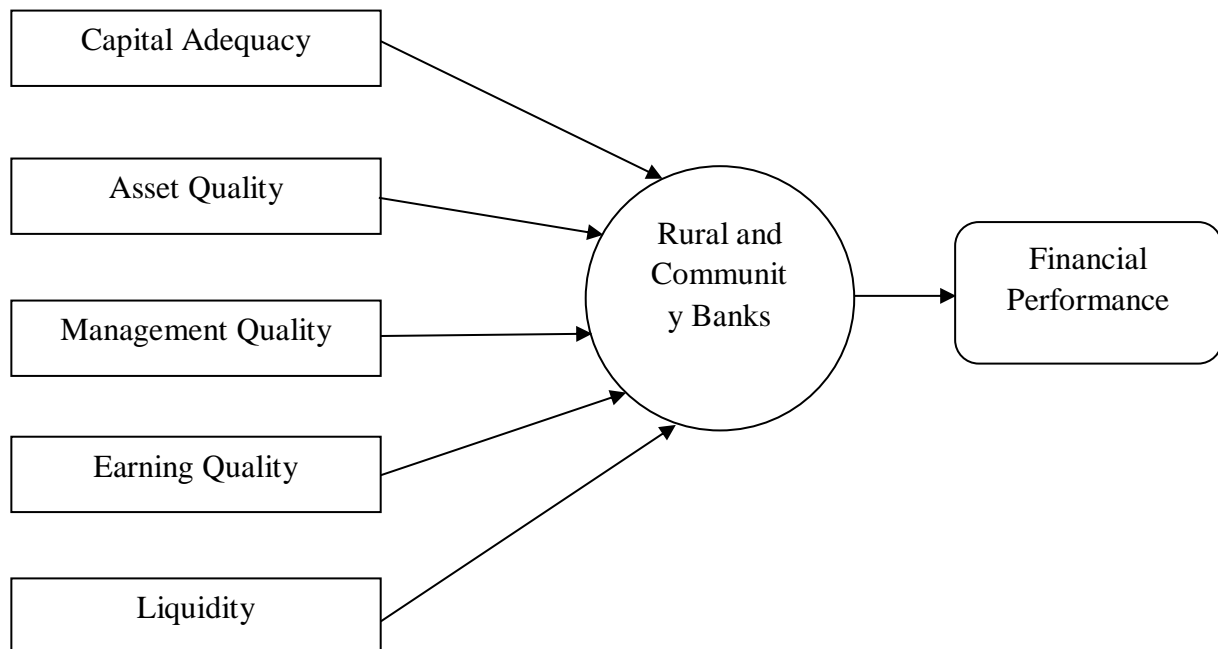 Capital Adequacy
Asset Quality
Management Quality
Earning Quality
Liquidity
Rural and
Communit
y Banks
Financial
Performance